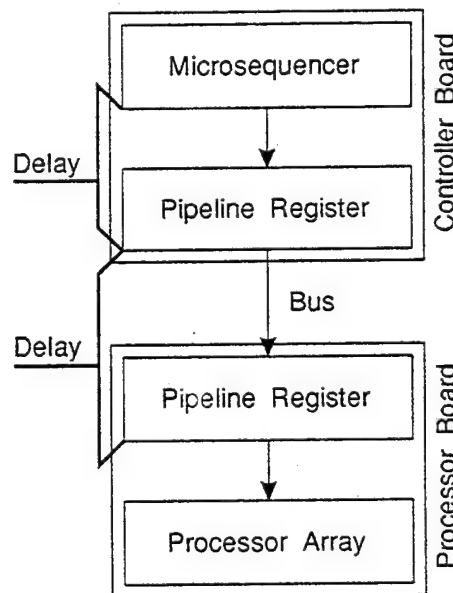 Microsequencer
Controller Board
Delay
Pipeline Register
Bus
Delay
Pipeline Register
Processor Board
Processor Array